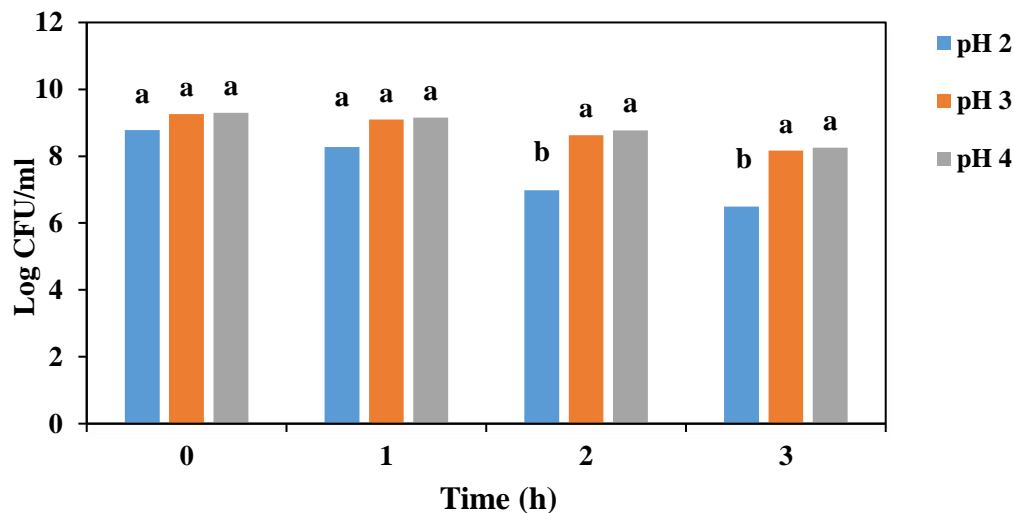 12
10
8
6
4
2
0
Log CFU/ml
a a a
a a a
b a a
b a a
0 1 2 3
Time (h)
pH 2
pH 3
pH 4